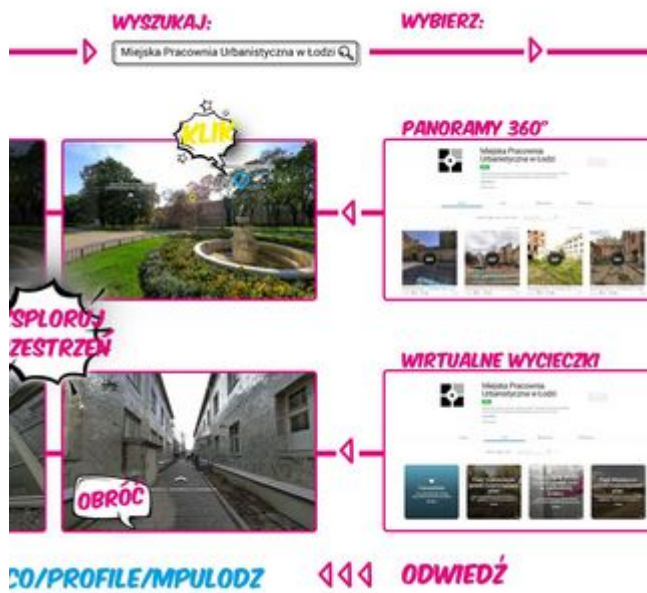 WYSZUKAJ:
WYBIERZ:
Miejska Pracownia Urbanistyczna w Łodzi
KLIK
PANORAMY 360°
Miejska Pracownia
Urbanistyczna w Łodzi
SPLORUJ
ZESTRZEŃ
WIRTUALNE WYCIECZKI
Miejska Pracownia
Urbanistyczna w Łodzi
OBRÓĆ
CO/PROFILE/MPULODZ
ODWIEDŹ